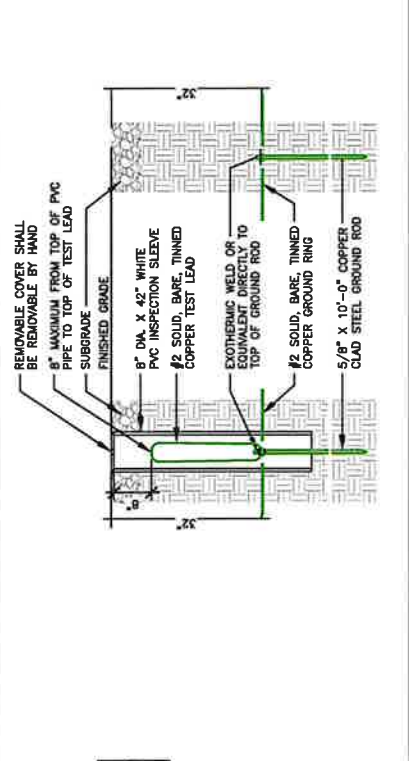 REMOVABLE COVER SHALL
BE REMOVABLE BY HAND
8" MAXIMUM FROM TOP OF PVC
PIPE TO TOP OF TEST LEAD
SUBGRADE
FINISHED GRADE
8" DIA. X 42" WHITE
PVC INSPECTION SLEEVE
#2 SOLID, BARE, TINNED
COPPER TEST LEAD
EXOTHERMIC WELD OR
EQUIVALENT DIRECTLY TO
TOP OF GROUND ROD
#2 SOLID, BARE, TINNED
COPPER GROUND RING
5/8" X 10'-0" COPPER
CLAD STEEL GROUND ROD
8"
32"
32"